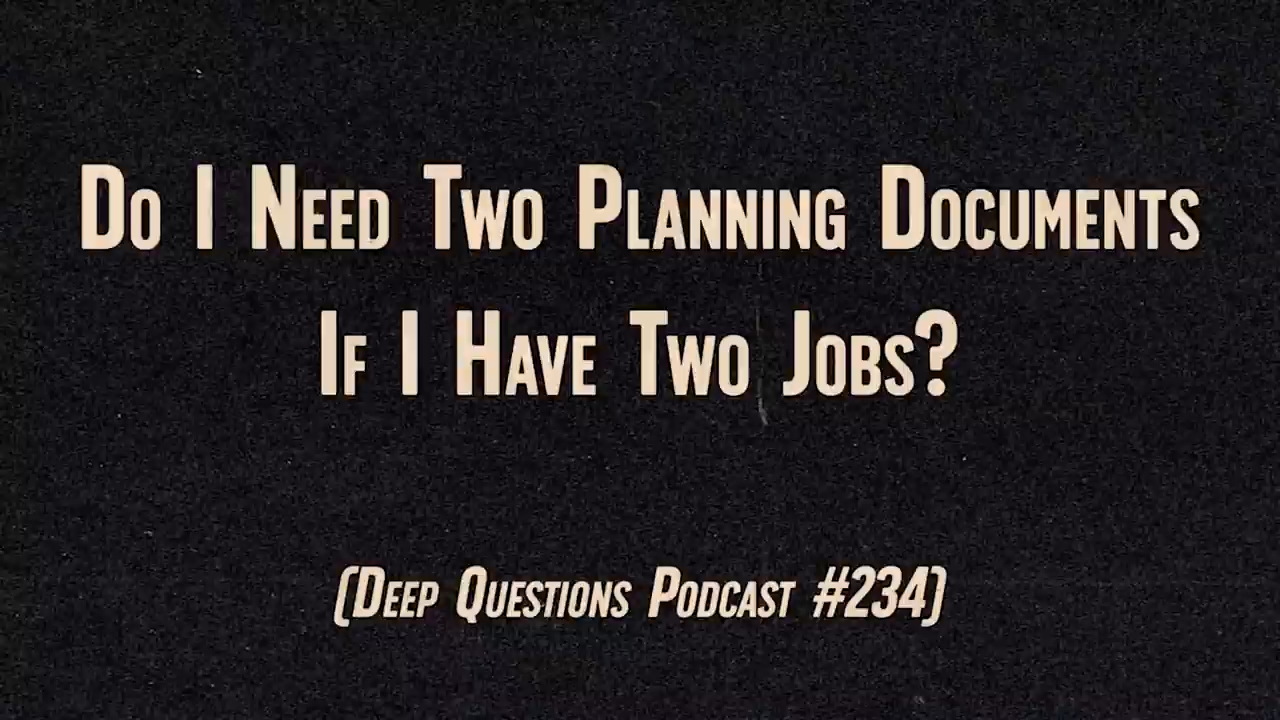 Do I Need Two Planning Documents
If I Have Two Jobs?
(Deep Questions Podcast #234)